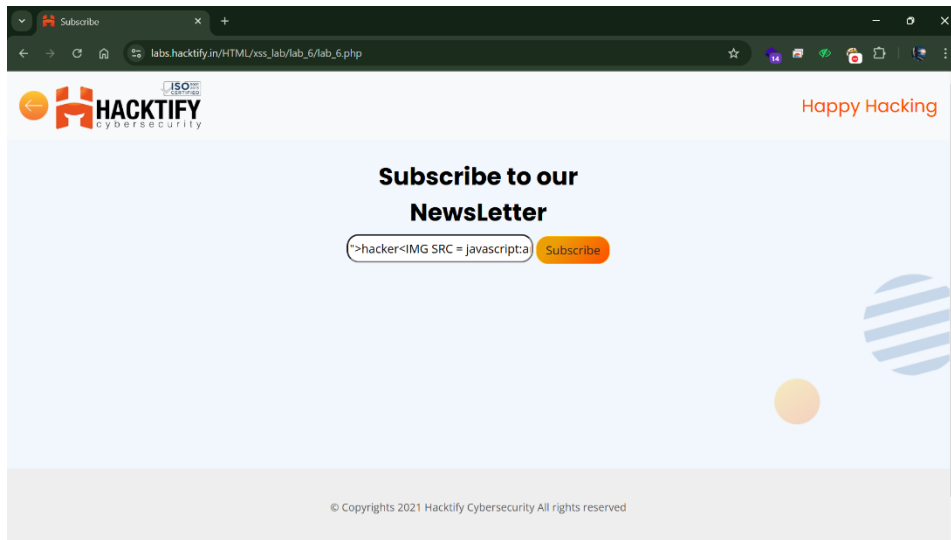 Subscribe
labs.hacktify.in/HTML/xss_lab/lab_6/lab_6.php
14
ISO
CERTIFIED
HACKTIFY
cybersecurity
Happy Hacking
Subscribe to our
NewsLetter
">hacker<IMG SRC = javascript:a
Subscribe
© Copyrights 2021 Hacktify Cybersecurity All rights reserved